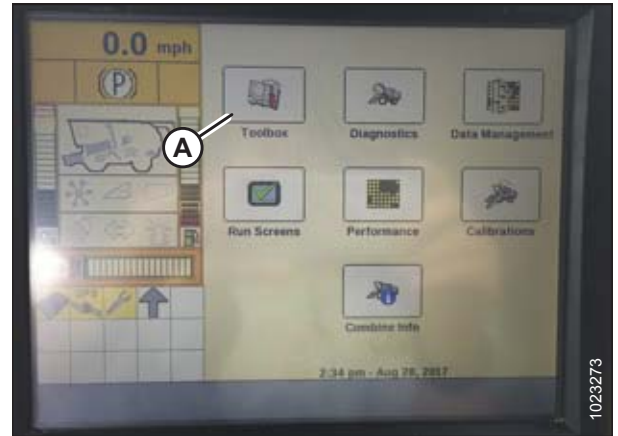 0.0 mph
(P)
A
Toolbox
Diagnostics
Data Management
Run Screens
Performance
Calibrations
Combine Info
2:34 pm - Aug 28, 2017
1023273